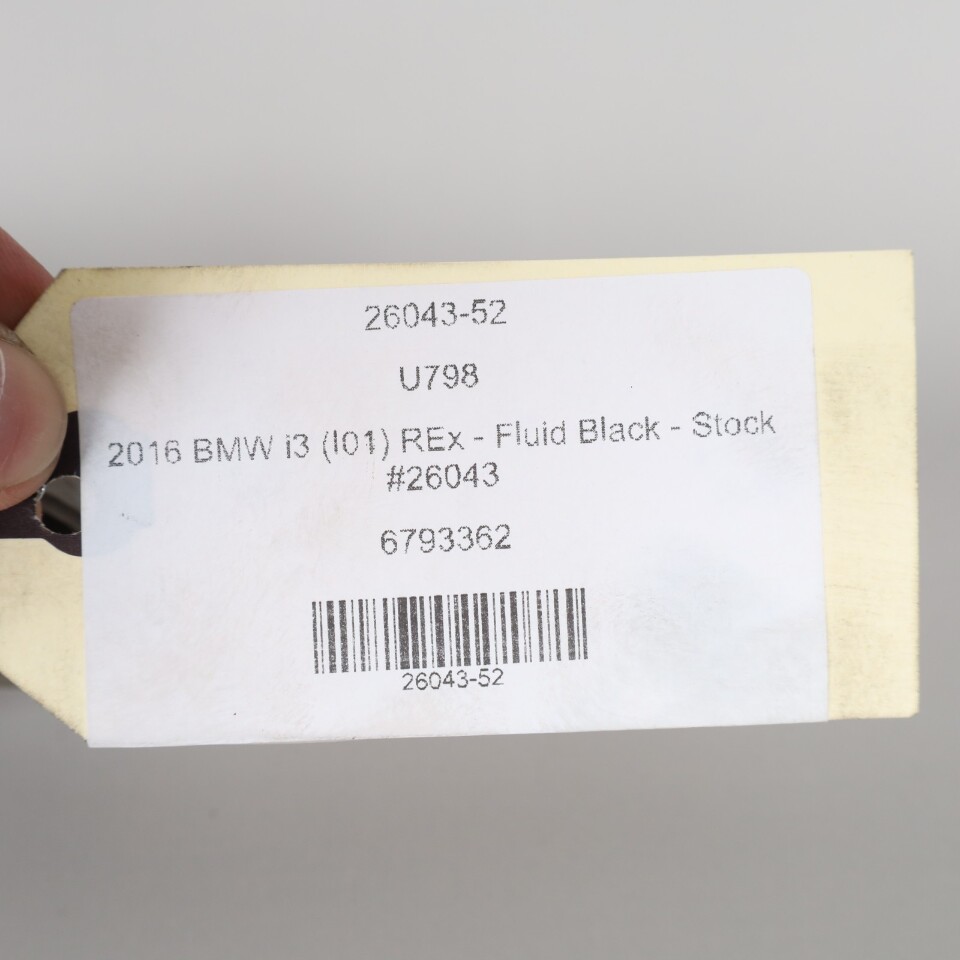 26043-52
U798
2016 BMW i3 (I01) REx - Fluid Black - Stock
#26043
6793362
26043-52